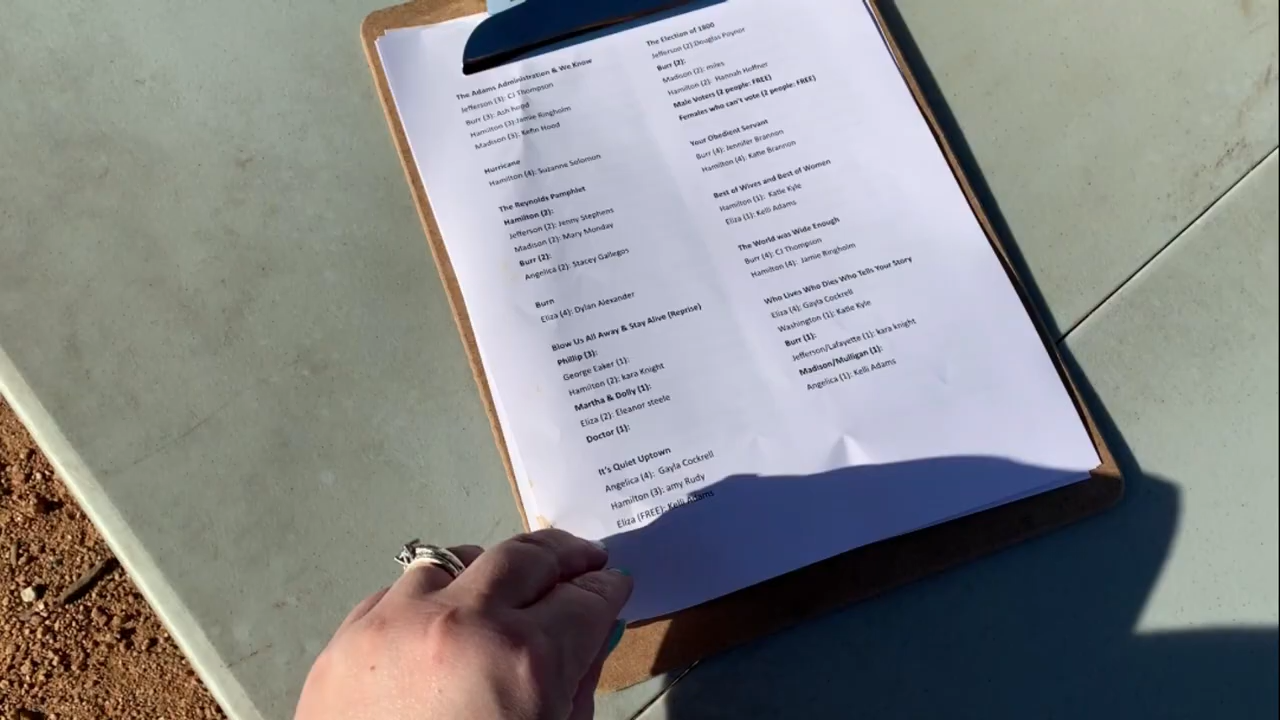 The Adams Administration & We Know
Jefferson (3): CJ Thompson
Burr (3): Ash hood
Hamilton (3):Jamie Ringholm
Madison (3): Kefin Hood
Hurricane
Hamilton (4): Suzanne Solomon
The Reynolds Pamphlet
Hamilton (2):
Jefferson (2): Jenny Stephens
Madison (2): Mary Monday
Burr (2):
Angelica (2): Stacey Gallegos
Burn
Eliza (4): Dylan Alexander
Blow Us All Away & Stay Alive (Reprise)
Phillip (3):
George Eaker (1):
Hamilton (2): kara Knight
Martha & Dolly (1):
Eliza (2): Eleanor steele
Doctor (1):
It's Quiet Uptown
Angelica (4): Gayla Cockrell
Hamilton (3): amy Rudy
Eliza (FREE): Kelli Adams
The Election of 1800
Jefferson (2):Douglas Poynor
Burr (2):
Madison (2): miles
Hamilton (2): Hannah Hoffner
Male Voters (2 people: FREE)
Females who can't vote (2 people: FREE)
Your Obedient Servant
Burr (4): Jennifer Brannon
Hamilton (4): Katie Brannon
Best of Wives and Best of Women
Hamilton (1): Katie Kyle
Eliza (1): Kelli Adams
The World was Wide Enough
Burr (4): CJ Thompson
Hamilton (4): Jamie Ringholm
Who Lives Who Dies Who Tells Your Story
Eliza (4): Gayla Cockrell
Washington (1): Katie Kyle
Burr (1):
Jefferson/Lafayette (1): kara knight
Madison/Mulligan (1):
Angelica (1): Kelli Adams